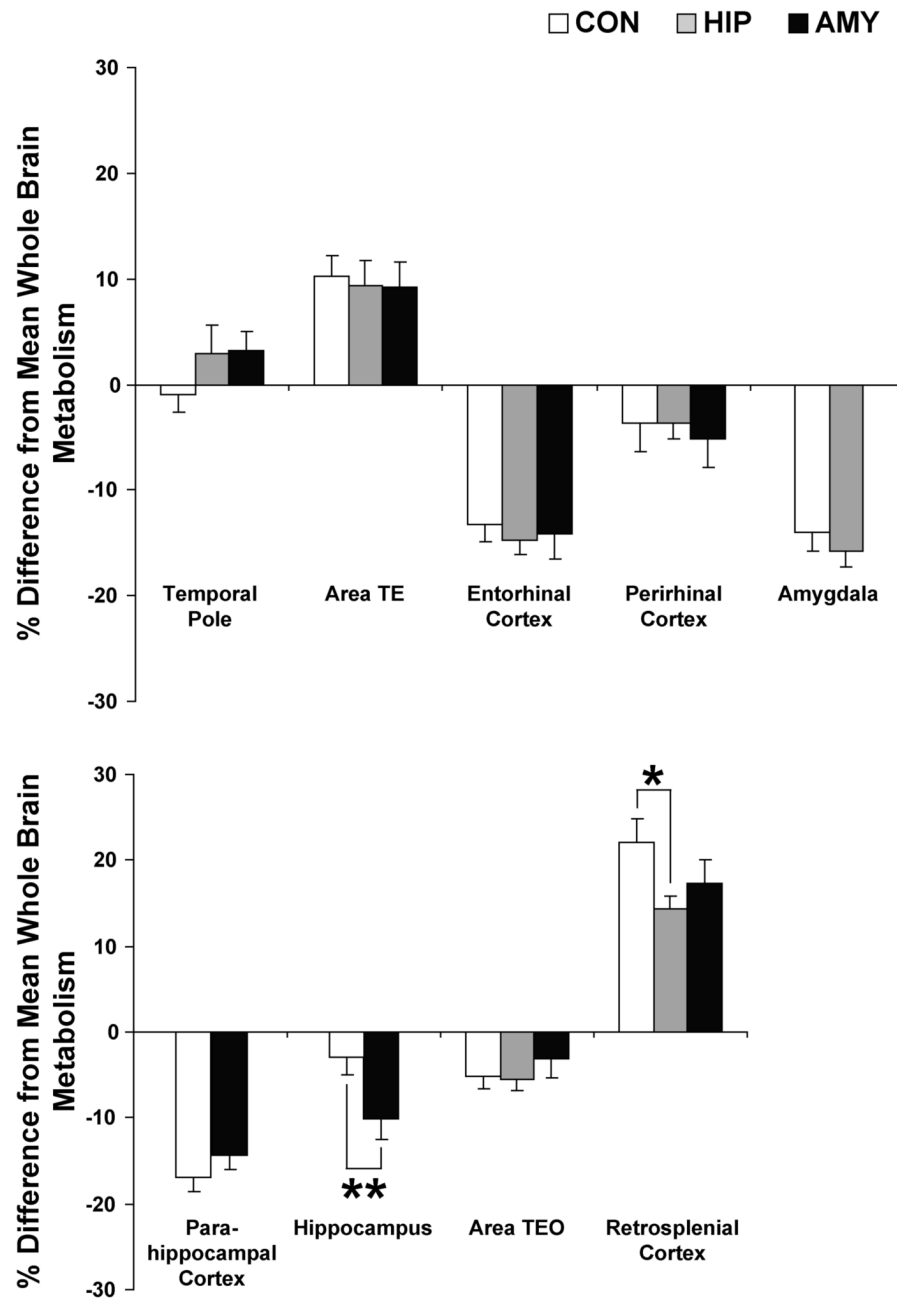 CON HIP AMY
% Difference from Mean Whole Brain
Metabolism
30
20
10
0
-10
-20
-30
Temporal
Pole
Area TE
Entorhinal
Cortex
Perirhinal
Cortex
Amygdala
% Difference from Mean Whole Brain
Metabolism
30
20
10
0
-10
-20
-30
*
**
Para-
hippocampal
Cortex
Hippocampus
Area TEO
Retrosplenial
Cortex